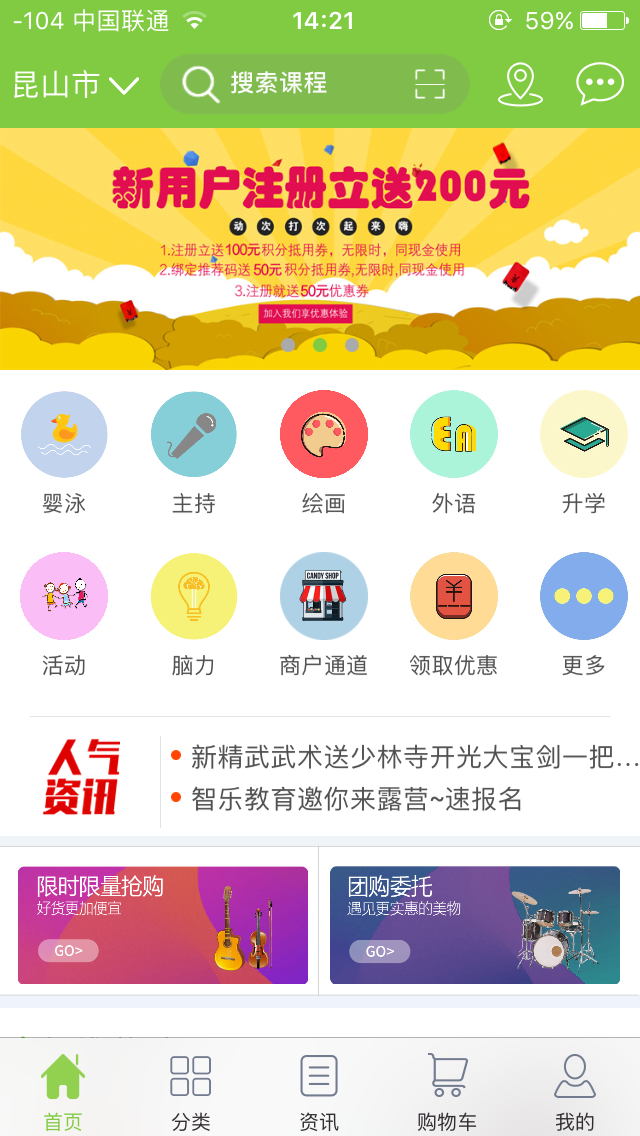 -104 中国联通 14:21 59%
昆山市 搜索课程
新用户注册立送200元
动次打次起来嗨
1.注册立送100元积分抵用券，无限时，同现金使用
2.绑定推荐码送50元积分抵用券,无限时,同现金使用
3.注册就送50元优惠券
加入我们享优惠体验
婴泳 主持 绘画 外语 升学
En
CANDY SHOP
活动 脑力 商户通道 领取优惠 更多
人气
资讯
新精武武术送少林寺开光大宝剑一把...
智乐教育邀你来露营~速报名
限时限量抢购
好货更加便宜
GO>
团购委托
遇见更实惠的美物
GO>
首页 分类 资讯 购物车 我的